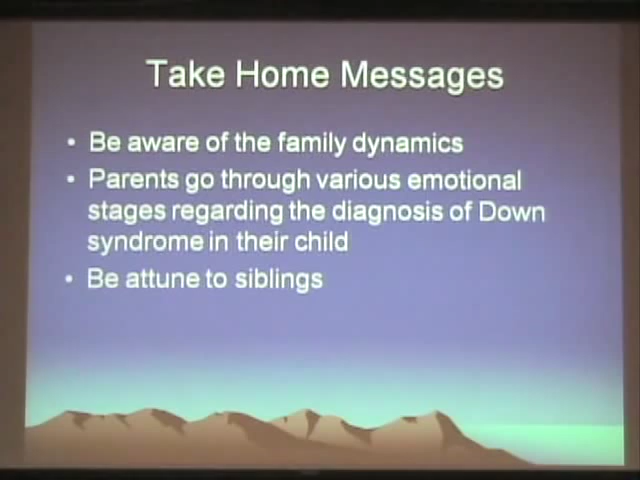 Take Home Messages
• Be aware of the family dynamics
• Parents go through various emotional
stages regarding the diagnosis of Down
syndrome in their child
• Be attune to siblings